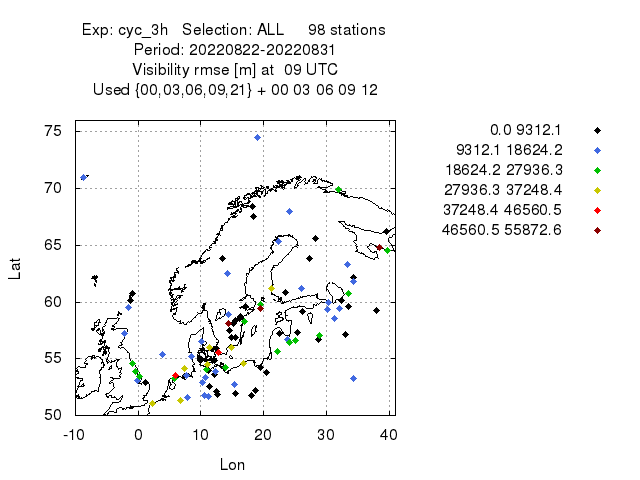 Exp: cyc_3h   Selection: ALL      98 stations
Period: 20220822-20220831
Visibility rmse [m] at  09 UTC
Used {00,03,06,09,21} + 00 03 06 09 12
0.0 9312.1
9312.1 18624.2
18624.2 27936.3
27936.3 37248.4
37248.4 46560.5
46560.5 55872.6
75
70
65
60
55
50
Lat
-10 0 10 20 30 40
Lon